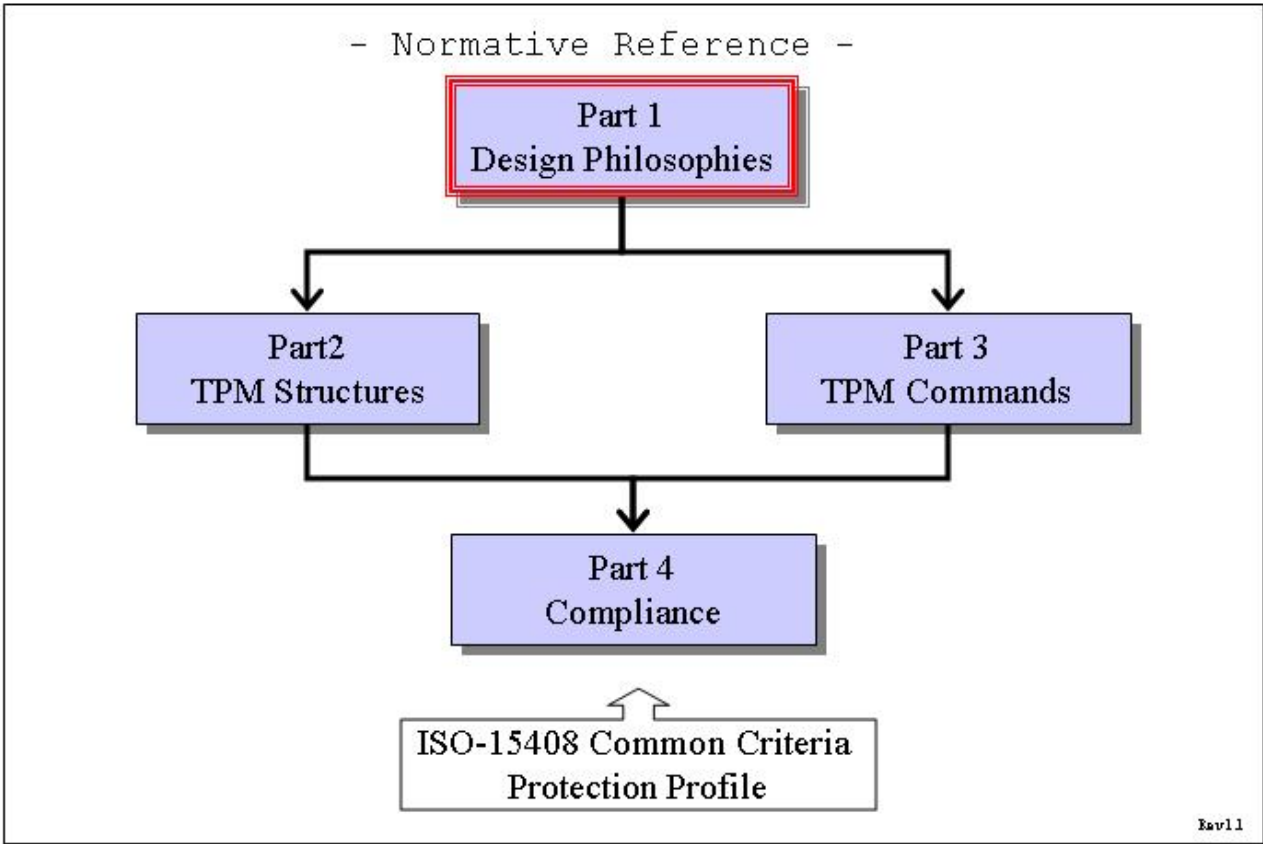 - Normative Reference -
Part 1
Design Philosophies
Part2
TPM Structures
Part 3
TPM Commands
Part 4
Compliance
ISO-15408 Common Criteria
Protection Profile
Rev11